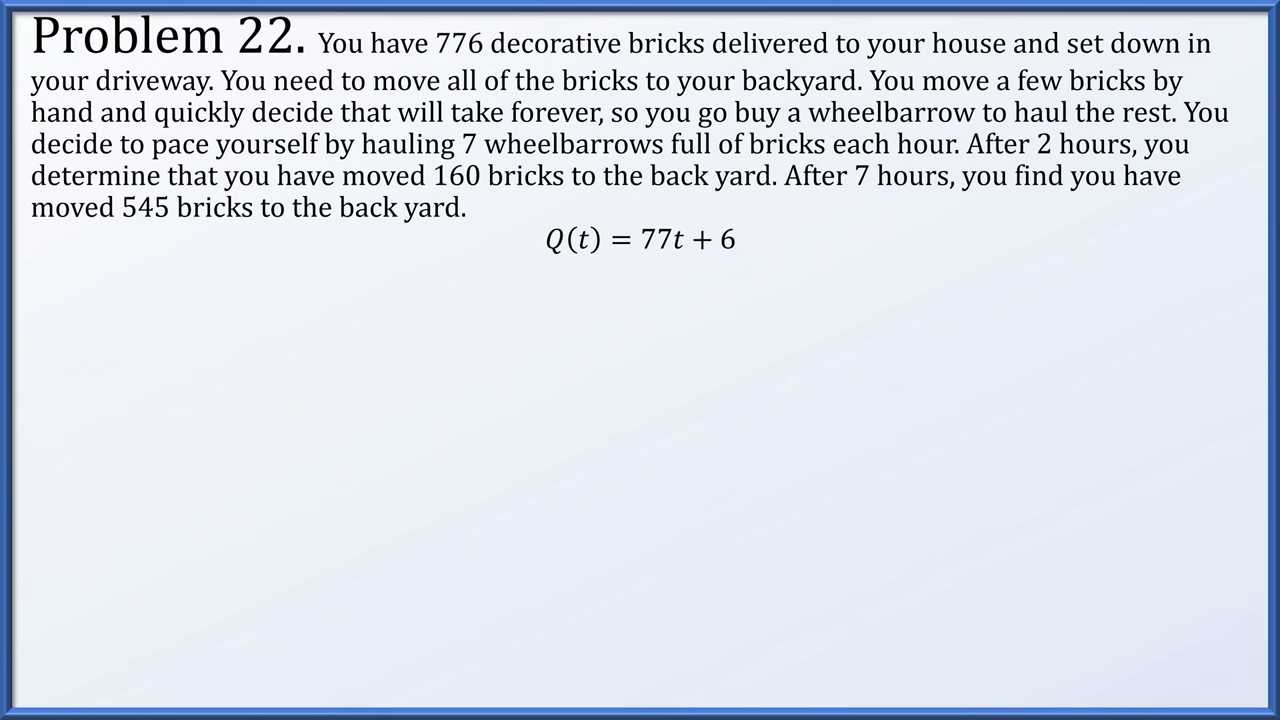 Problem 22. You have 776 decorative bricks delivered to your house and set down in
your driveway. You need to move all of the bricks to your backyard. You move a few bricks by
hand and quickly decide that will take forever, so you go buy a wheelbarrow to haul the rest. You
decide to pace yourself by hauling 7 wheelbarrows full of bricks each hour. After 2 hours, you
determine that you have moved 160 bricks to the back yard. After 7 hours, you find you have
moved 545 bricks to the back yard.
Q(t) = 77t + 6